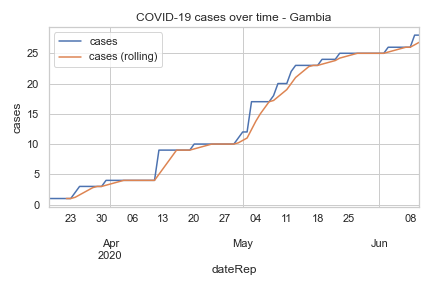 COVID-19 cases over time - Gambia
cases
cases (rolling)
25
20
15
10
5
0
cases
23 30 06 13 20 27 04 11 18 25 08
Apr May Jun
2020
dateRep